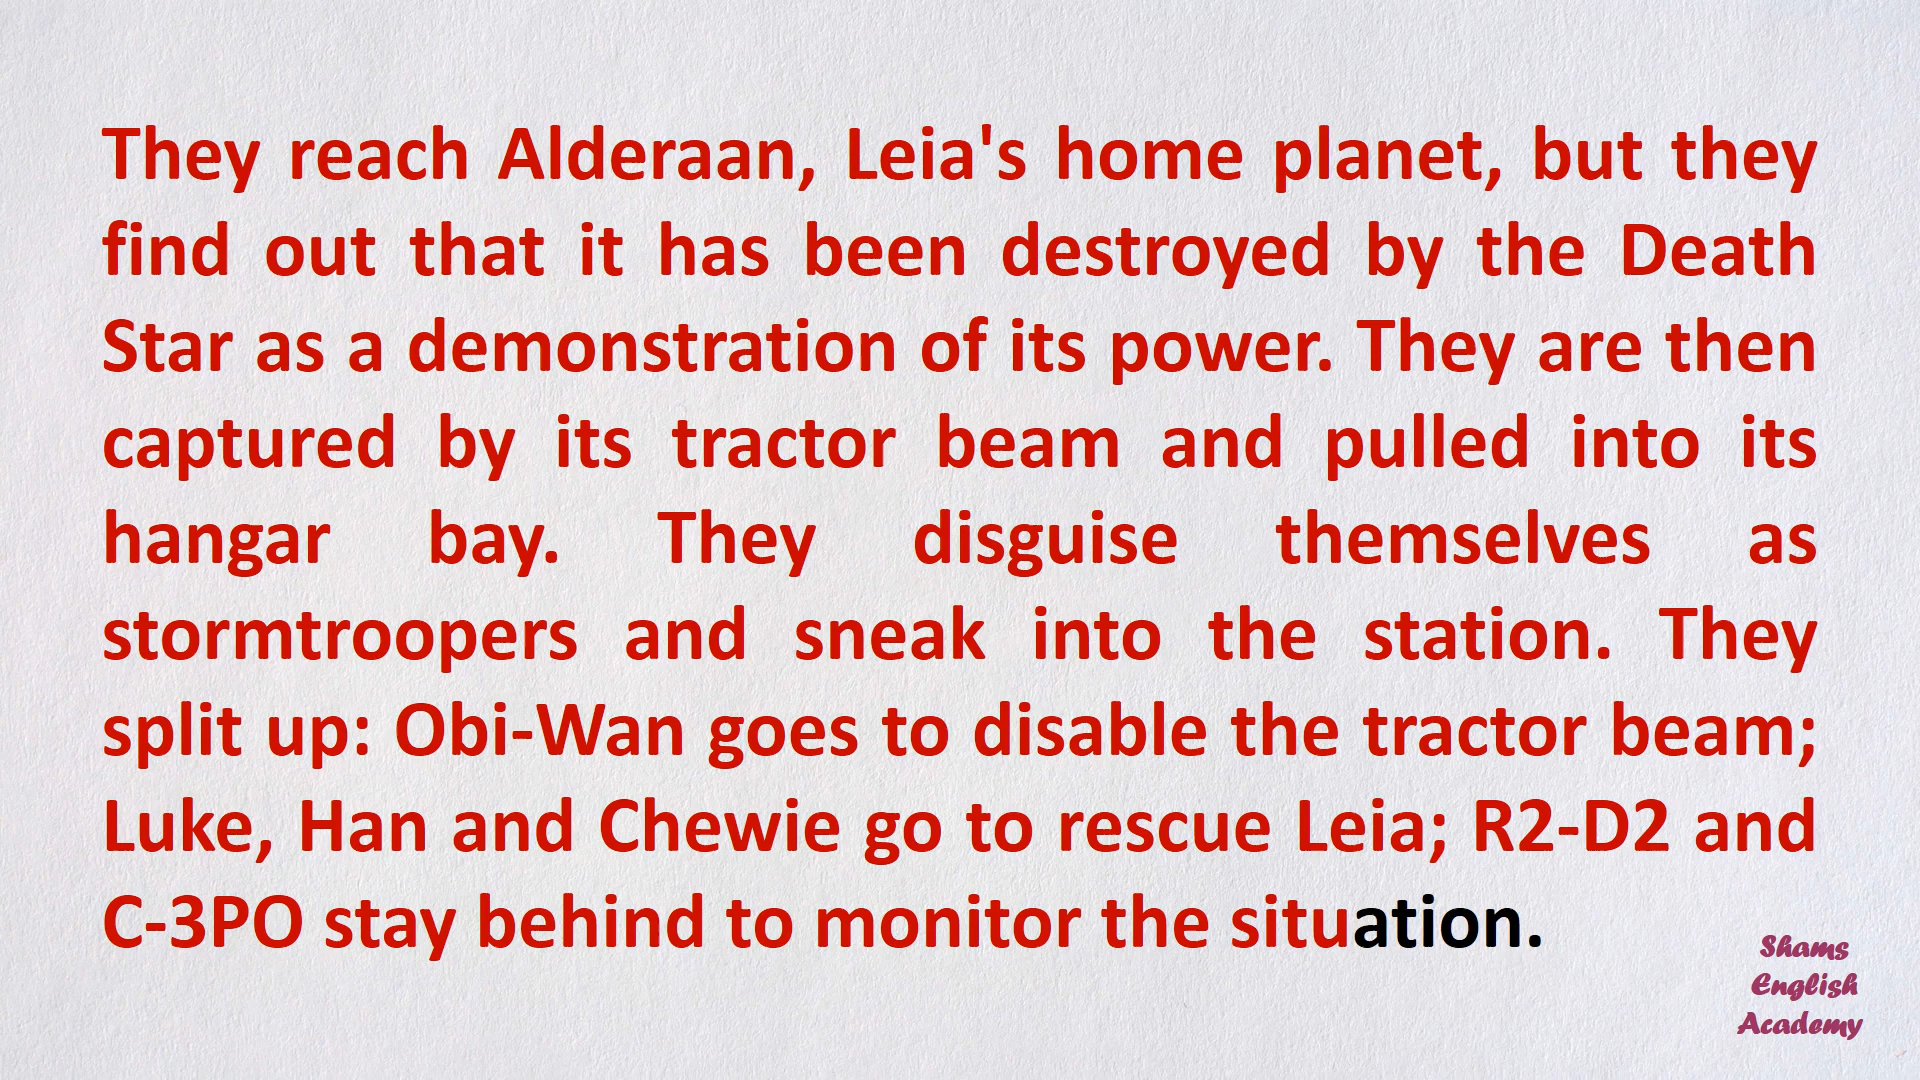 They reach Alderaan, Leia's home planet, but they
find out that it has been destroyed by the Death
Star as a demonstration of its power. They are then
captured by its tractor beam and pulled into its
hangar bay. They disguise themselves as
stormtroopers and sneak into the station. They
split up: Obi-Wan goes to disable the tractor beam;
Luke, Han and Chewie go to rescue Leia; R2-D2 and
C-3PO stay behind to monitor the situation.
Shams
English
Academy